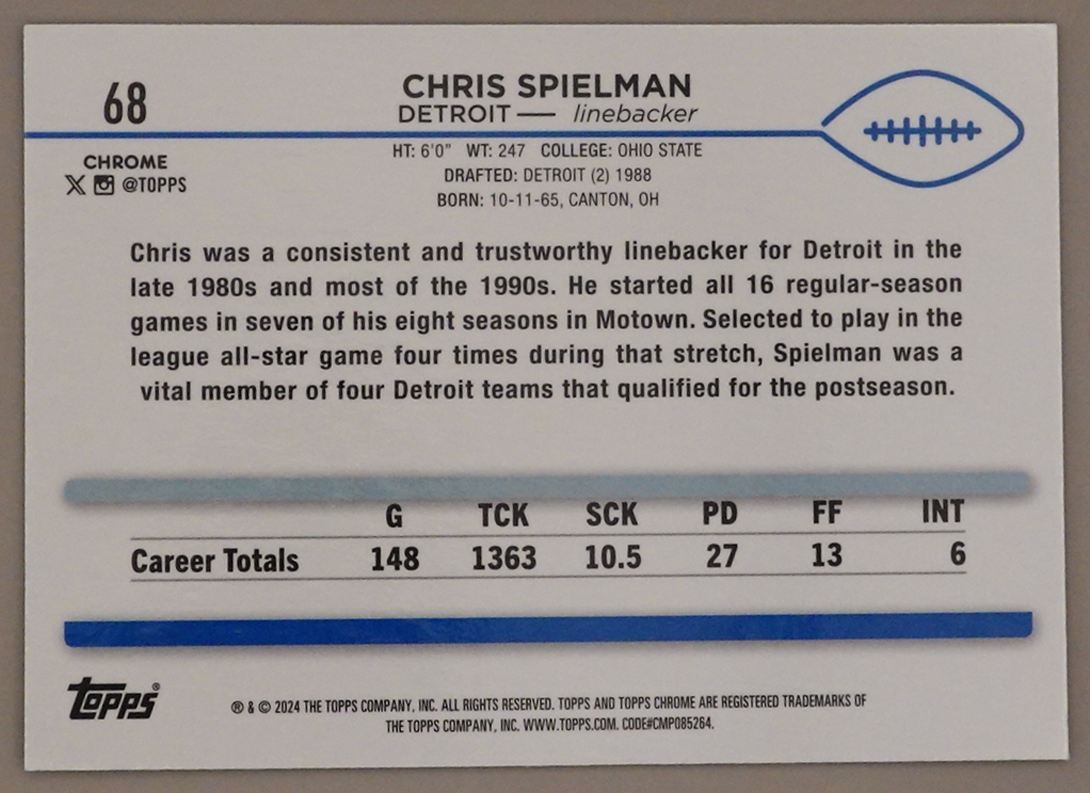 68
CHRIS SPIELMAN
DETROIT — linebacker
CHROME
@TOPPS
HT: 6'0" WT: 247 COLLEGE: OHIO STATE
DRAFTED: DETROIT (2) 1988
BORN: 10-11-65, CANTON, OH
Chris was a consistent and trustworthy linebacker for Detroit in the
late 1980s and most of the 1990s. He started all 16 regular-season
games in seven of his eight seasons in Motown. Selected to play in the
league all-star game four times during that stretch, Spielman was a
vital member of four Detroit teams that qualified for the postseason.
G TCK SCK PD FF INT
Career Totals 148 1363 10.5 27 13 6
topps®
® & © 2024 THE TOPPS COMPANY, INC. ALL RIGHTS RESERVED. TOPPS AND TOPPS CHROME ARE REGISTERED TRADEMARKS OF
THE TOPPS COMPANY, INC. WWW.TOPPS.COM. CODE#CMP085264.